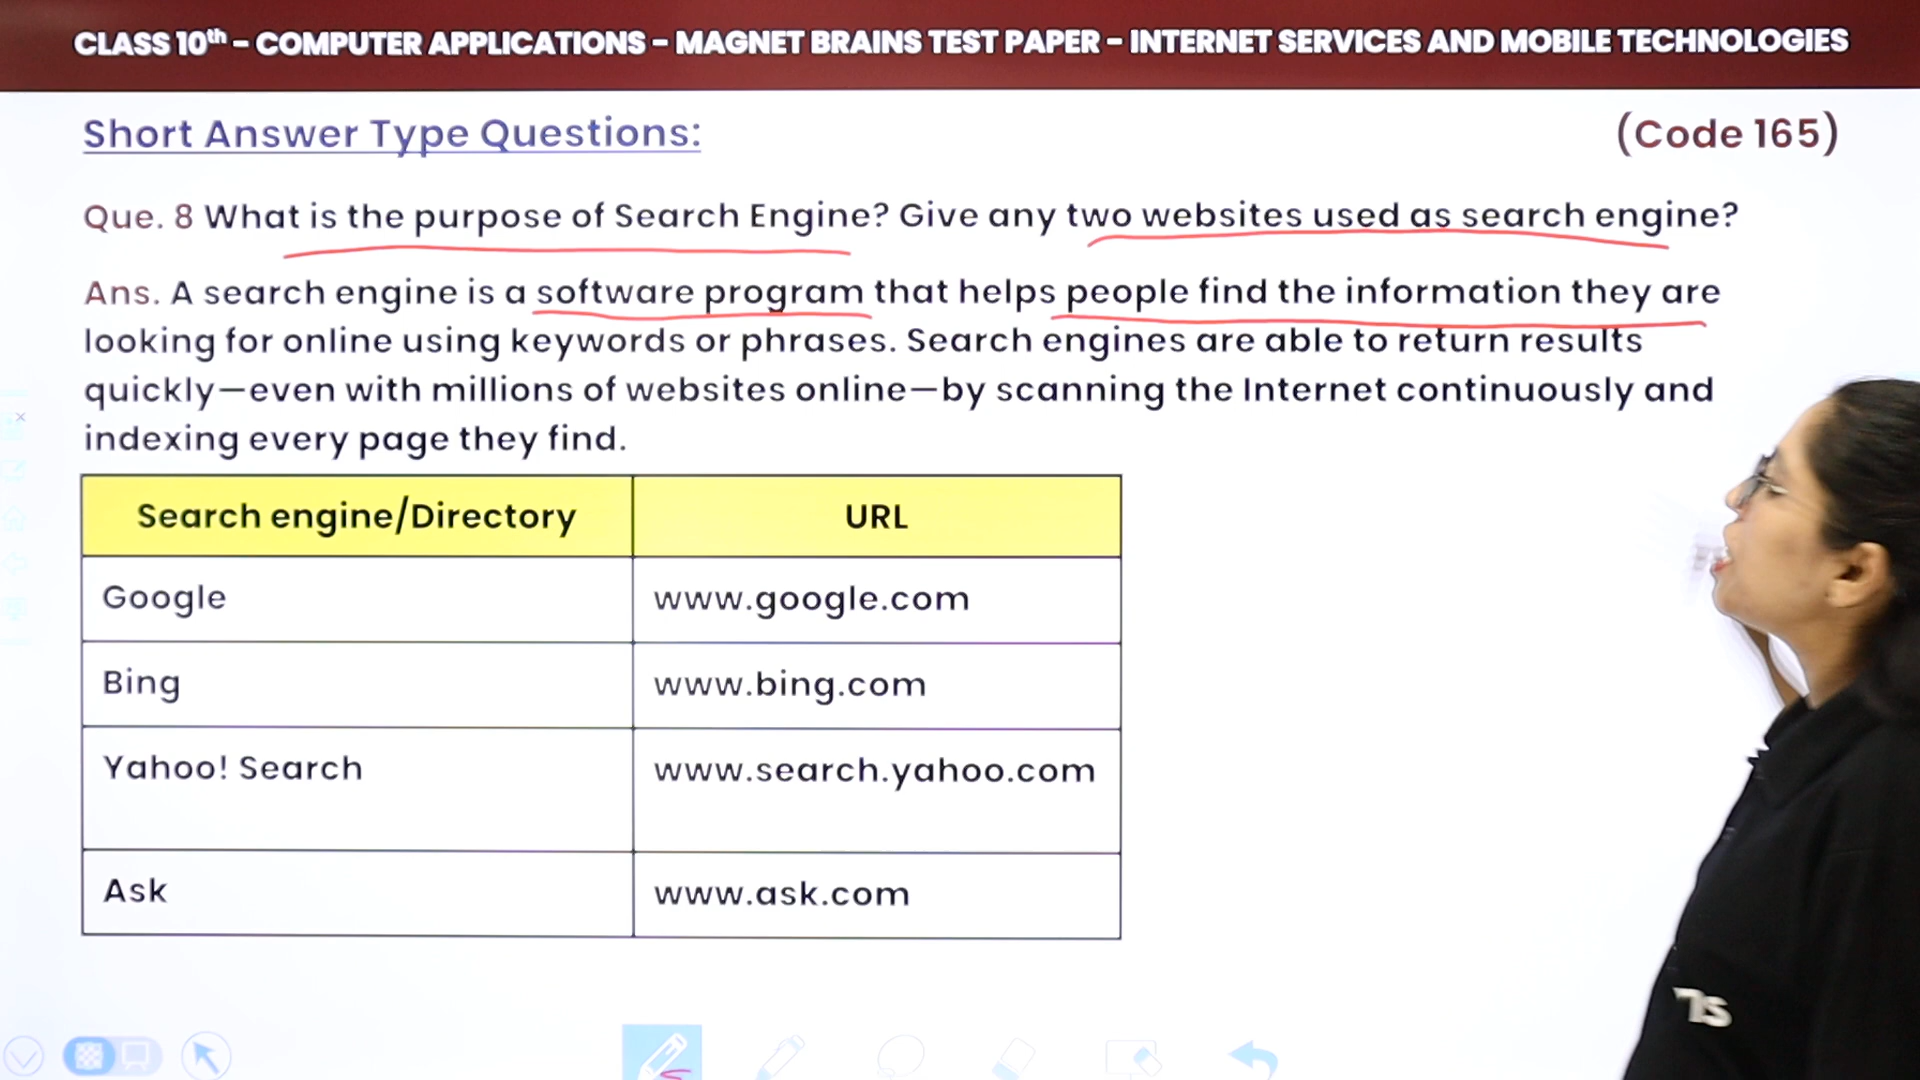 CLASS 10th – COMPUTER APPLICATIONS – MAGNET BRAINS TEST PAPER – INTERNET SERVICES AND MOBILE TECHNOLOGIES
Short Answer Type Questions:
(Code 165)
Que. 8 What is the purpose of Search Engine? Give any two websites used as search engine?
Ans. A search engine is a software program that helps people find the information they are
looking for online using keywords or phrases. Search engines are able to return results
quickly—even with millions of websites online—by scanning the Internet continuously and
indexing every page they find.
Search engine/Directory URL
Google www.google.com
Bing www.bing.com
Yahoo! Search www.search.yahoo.com
Ask www.ask.com